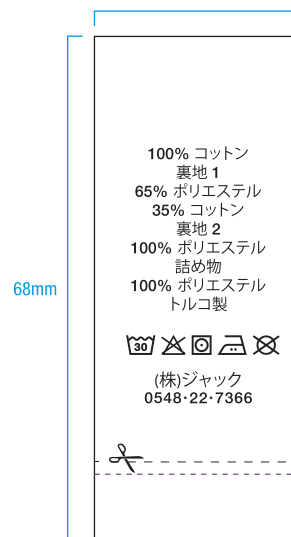 100% コットン
裏地 1
65% ポリエステル
35% コットン
裏地 2
100% ポリエステル
詰め物
100% ポリエステル
トルコ製
68mm
30
(株)ジャック
0548·22·7366